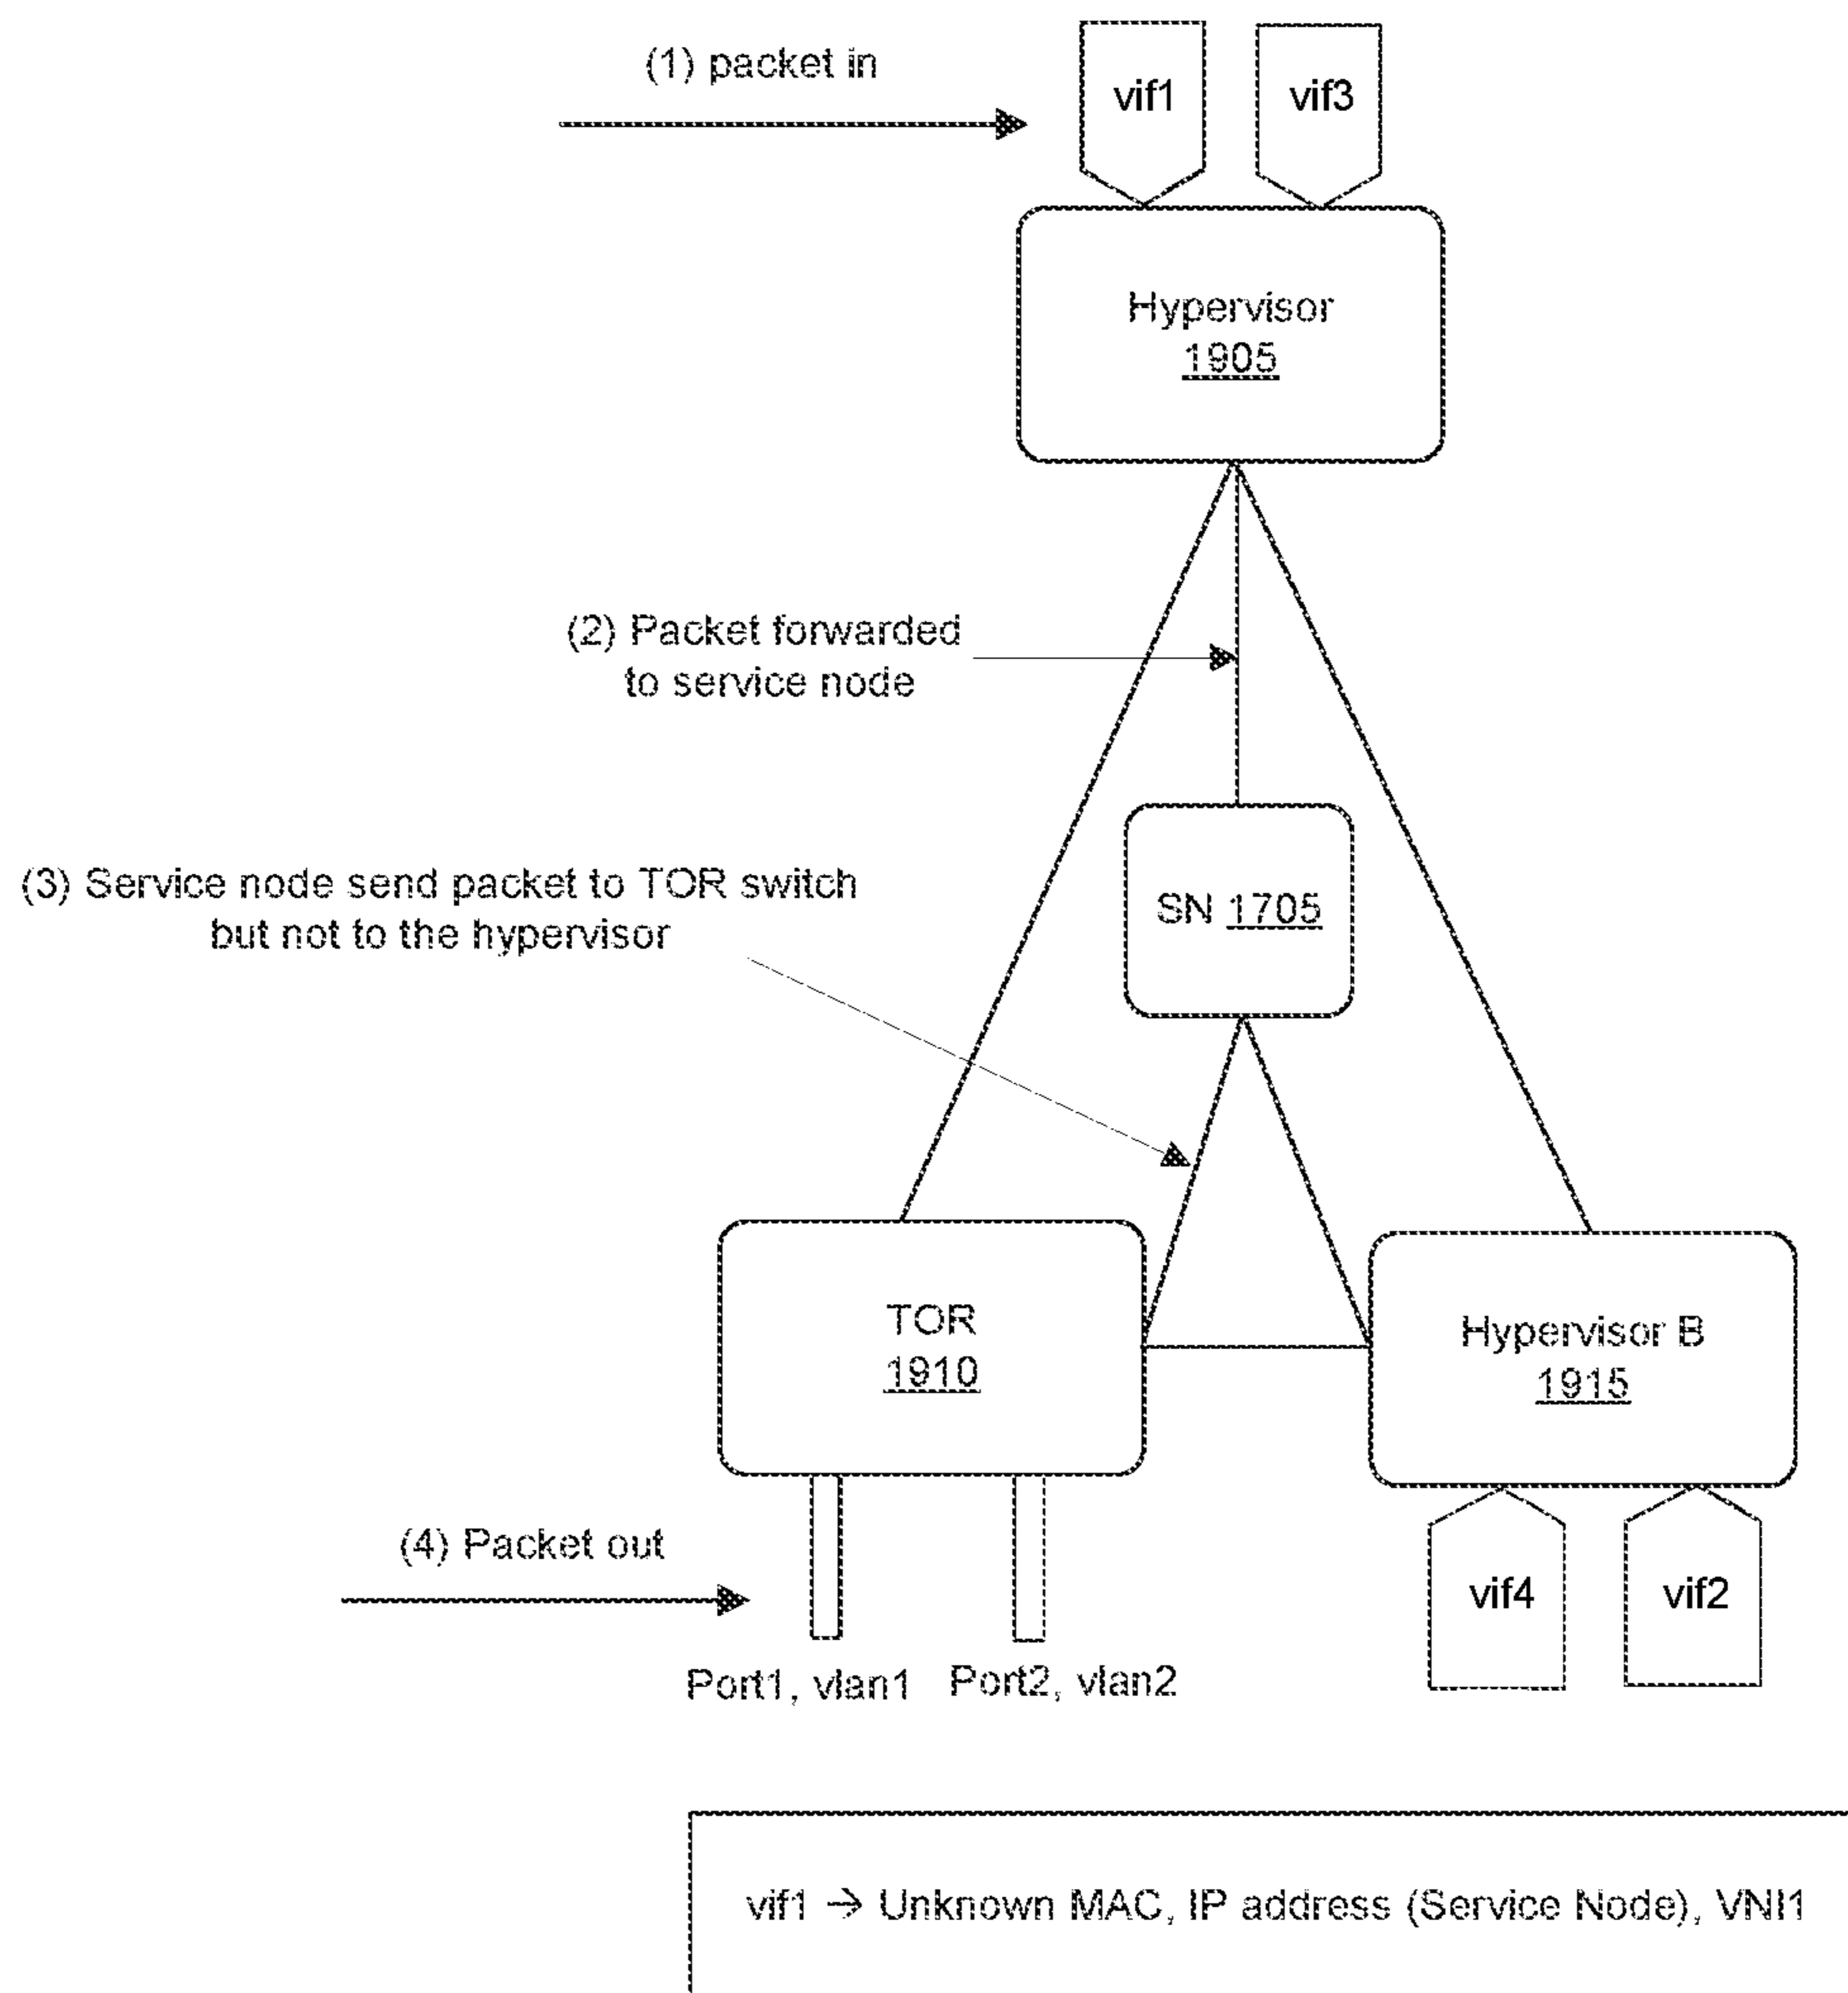 (1) packet in
vif1
vif3
Hypervisor
1905
(2) Packet forwarded
to service node
(3) Service node send packet to TOR switch
but not to the hypervisor
SN 1705
TOR
1910
Hypervisor B
1915
(4) Packet out
vif4
vif2
Port1, vlan1
Port2, vlan2
vif1 → Unknown MAC, IP address (Service Node), VNI1